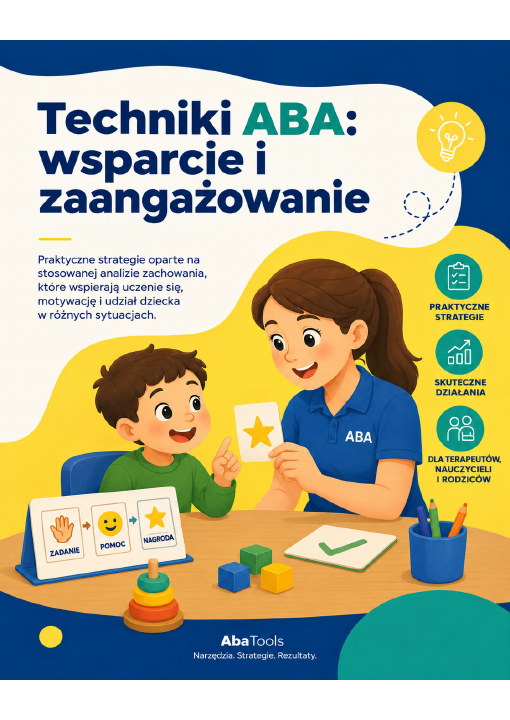 Techniki ABA:
wsparcie i
zaangażowanie
Praktyczne strategie oparte na
stosowanej analizie zachowania,
które wspierają uczenie się,
motywację i udział dziecka
w różnych sytuacjach.
PRAKTYCZNE
STRATEGIE
SKUTECZNE
DZIAŁANIA
DLA TERAPEUTÓW,
NAUCZYCIELI
I RODZICÓW
ABA
ZADANIE
POMOC
NAGRODA
AbaTools
Narzędzia. Strategie. Rezultaty.